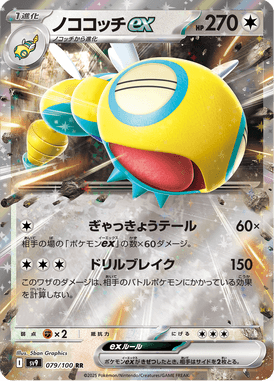 1進化
ノココッチex
HP 270
ノコッチから進化
ぎゃっきょうテール 60×
相手の場の「ポケモンex」の数×60ダメージ。
ドリルブレイク 150
このワザのダメージは、相手のバトルポケモンにかかっている効果
を計算しない。
弱点 ×2 抵抗力 にげる
Illus. 5ban Graphics
exルール
ポケモンexがきぜつしたとき、相手はサイドを2枚とる。
I sv9 079/100 RR
©2025 Pokémon/Nintendo/Creatures/GAME FREAK